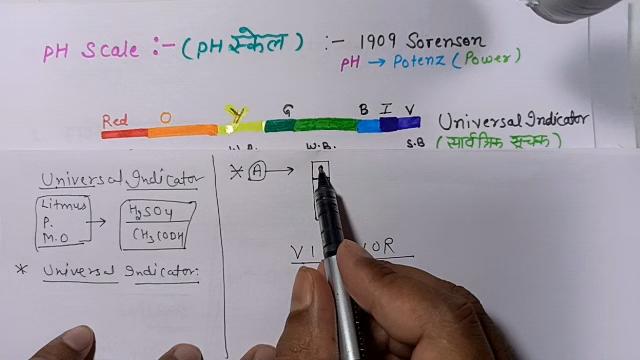 pH Scale :- (pH स्केल) :- 1909 Sorenson
pH → Potenz (Power)
Red O Y G B I V
Universal Indicator
(सार्वत्रिक सूचक)
W.B. S.B
Universal Indicator
Litmus
P.
M.O
→
H2SO4
CH3COOH
* Universal Indicator:
* A →